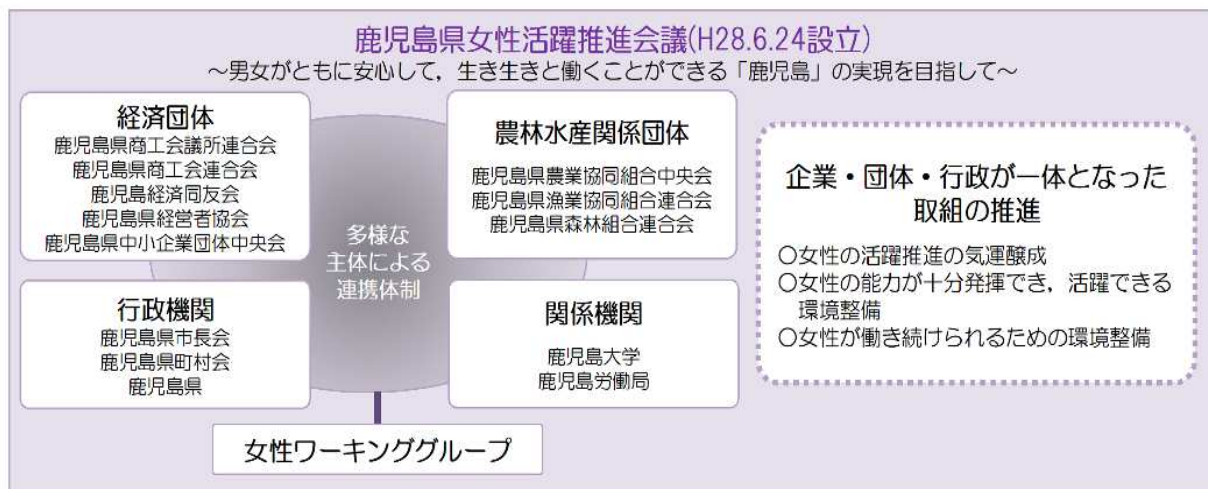 鹿児島県女性活躍推進会議(H28.6.24設立)
～男女がともに安心して，生き生きと働くことができる「鹿児島」の実現を目指して～
経済団体
鹿児島県商工会議所連合会
鹿児島県商工会連合会
鹿児島経済同友会
鹿児島県経営者協会
鹿児島県中小企業団体中央会
農林水産関係団体
鹿児島県農業協同組合中央会
鹿児島県漁業協同組合連合会
鹿児島県森林組合連合会
多様な
主体による
連携体制
行政機関
鹿児島県市長会
鹿児島県町村会
鹿児島県
関係機関
鹿児島大学
鹿児島労働局
女性ワーキンググループ
企業・団体・行政が一体となった
取組の推進
○女性の活躍推進の気運醸成
○女性の能力が十分発揮でき，活躍できる
環境整備
○女性が働き続けられるための環境整備